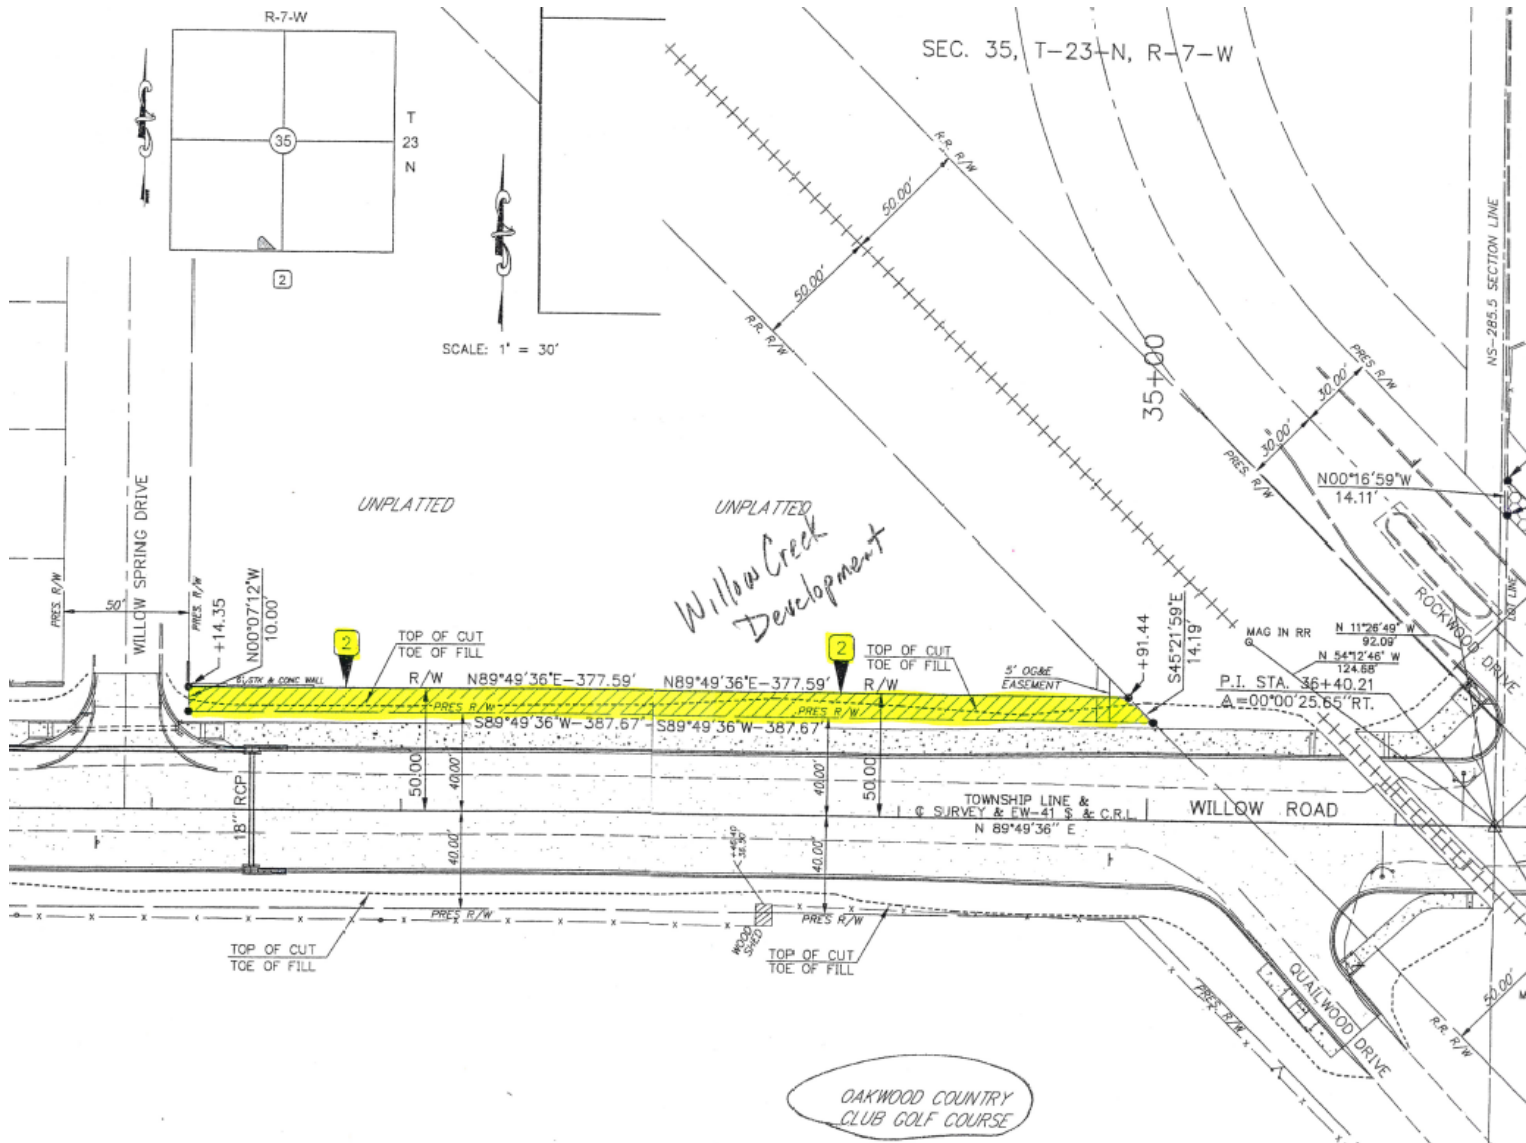 R-7-W
35
T
23
N
2
SCALE: 1" = 30'
SEC. 35, T-23-N, R-7-W
R.R. R/W
50.00'
50.00'
R.R. R/W
35+00
NS-285.5 SECTION LINE
PRES R/W
30.00'
30.00'
PRES. R/W
N00°16'59"W
14.11'
LOT LINE
ROCKWOOD DRIVE
UNPLATTED
UNPLATTED
Willow Creek
Development
WILLOW SPRING DRIVE
PRES. R/W
50'
PRES. R/W
+14.35
N00°07'12"W
10.00'
2
TOP OF CUT
TOE OF FILL
2
TOP OF CUT
TOE OF FILL
5' OG&E
EASEMENT
+91.44
S45°21'59"E
14.19'
MAG IN RR
N 11°26'49" W
92.09'
N 54°12'46" W
124.68'
P.I. STA. 36+40.21
Δ=00°00'25.65" RT.
R/W
N89°49'36"E-377.59'
N89°49'36"E-377.59'
R/W
PRES R/W
PRES R/W
S89°49'36"W-387.67'
S89°49'36"W-387.67'
18" RCP
50.00'
40.00'
40.00'
50.00'
40.00'
40.00'
TOWNSHIP LINE &
℄ SURVEY & EW-41 $ & C.R.L.
N 89°49'36" E
WILLOW ROAD
PRES R/W
WOOD
SHED
PRES R/W
TOP OF CUT
TOE OF FILL
TOP OF CUT
TOE OF FILL
PRES. R/W
QUAILWOOD DRIVE
R.R. R/W
50.00'
OAKWOOD COUNTRY
CLUB GOLF COURSE